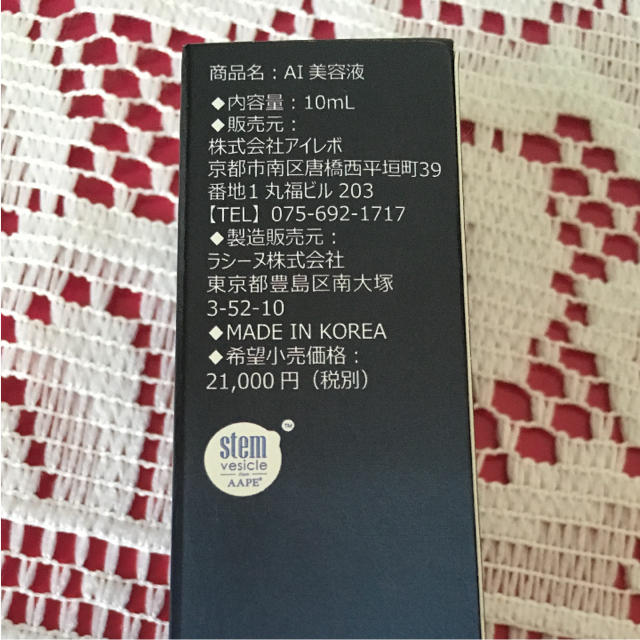 商品名：AI 美容液
◆内容量：10mL
◆販売元：
株式会社アイレボ
京都市南区唐橋西平垣町39
番地1 丸福ビル 203
【TEL】075-692-1717
◆製造販売元：
ラシーヌ株式会社
東京都豊島区南大塚
3-52-10
◆MADE IN KOREA
◆希望小売価格：
21,000 円（税別）
stem ™
vesicle
from
AAPE®